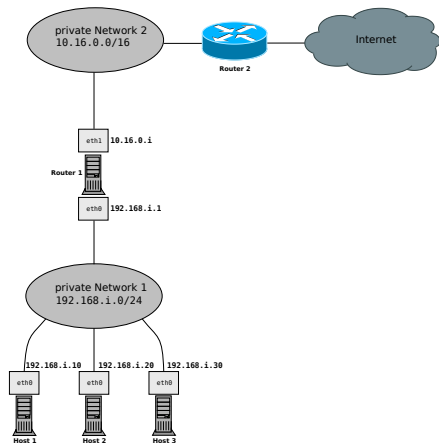 private Network 2
10.16.0.0/16
Internet
Router 2
eth1
10.16.0.i
Router 1
eth0
192.168.i.1
private Network 1
192.168.i.0/24
192.168.i.10
192.168.i.20
192.168.i.30
eth0
eth0
eth0
Host 1
Host 2
Host 3